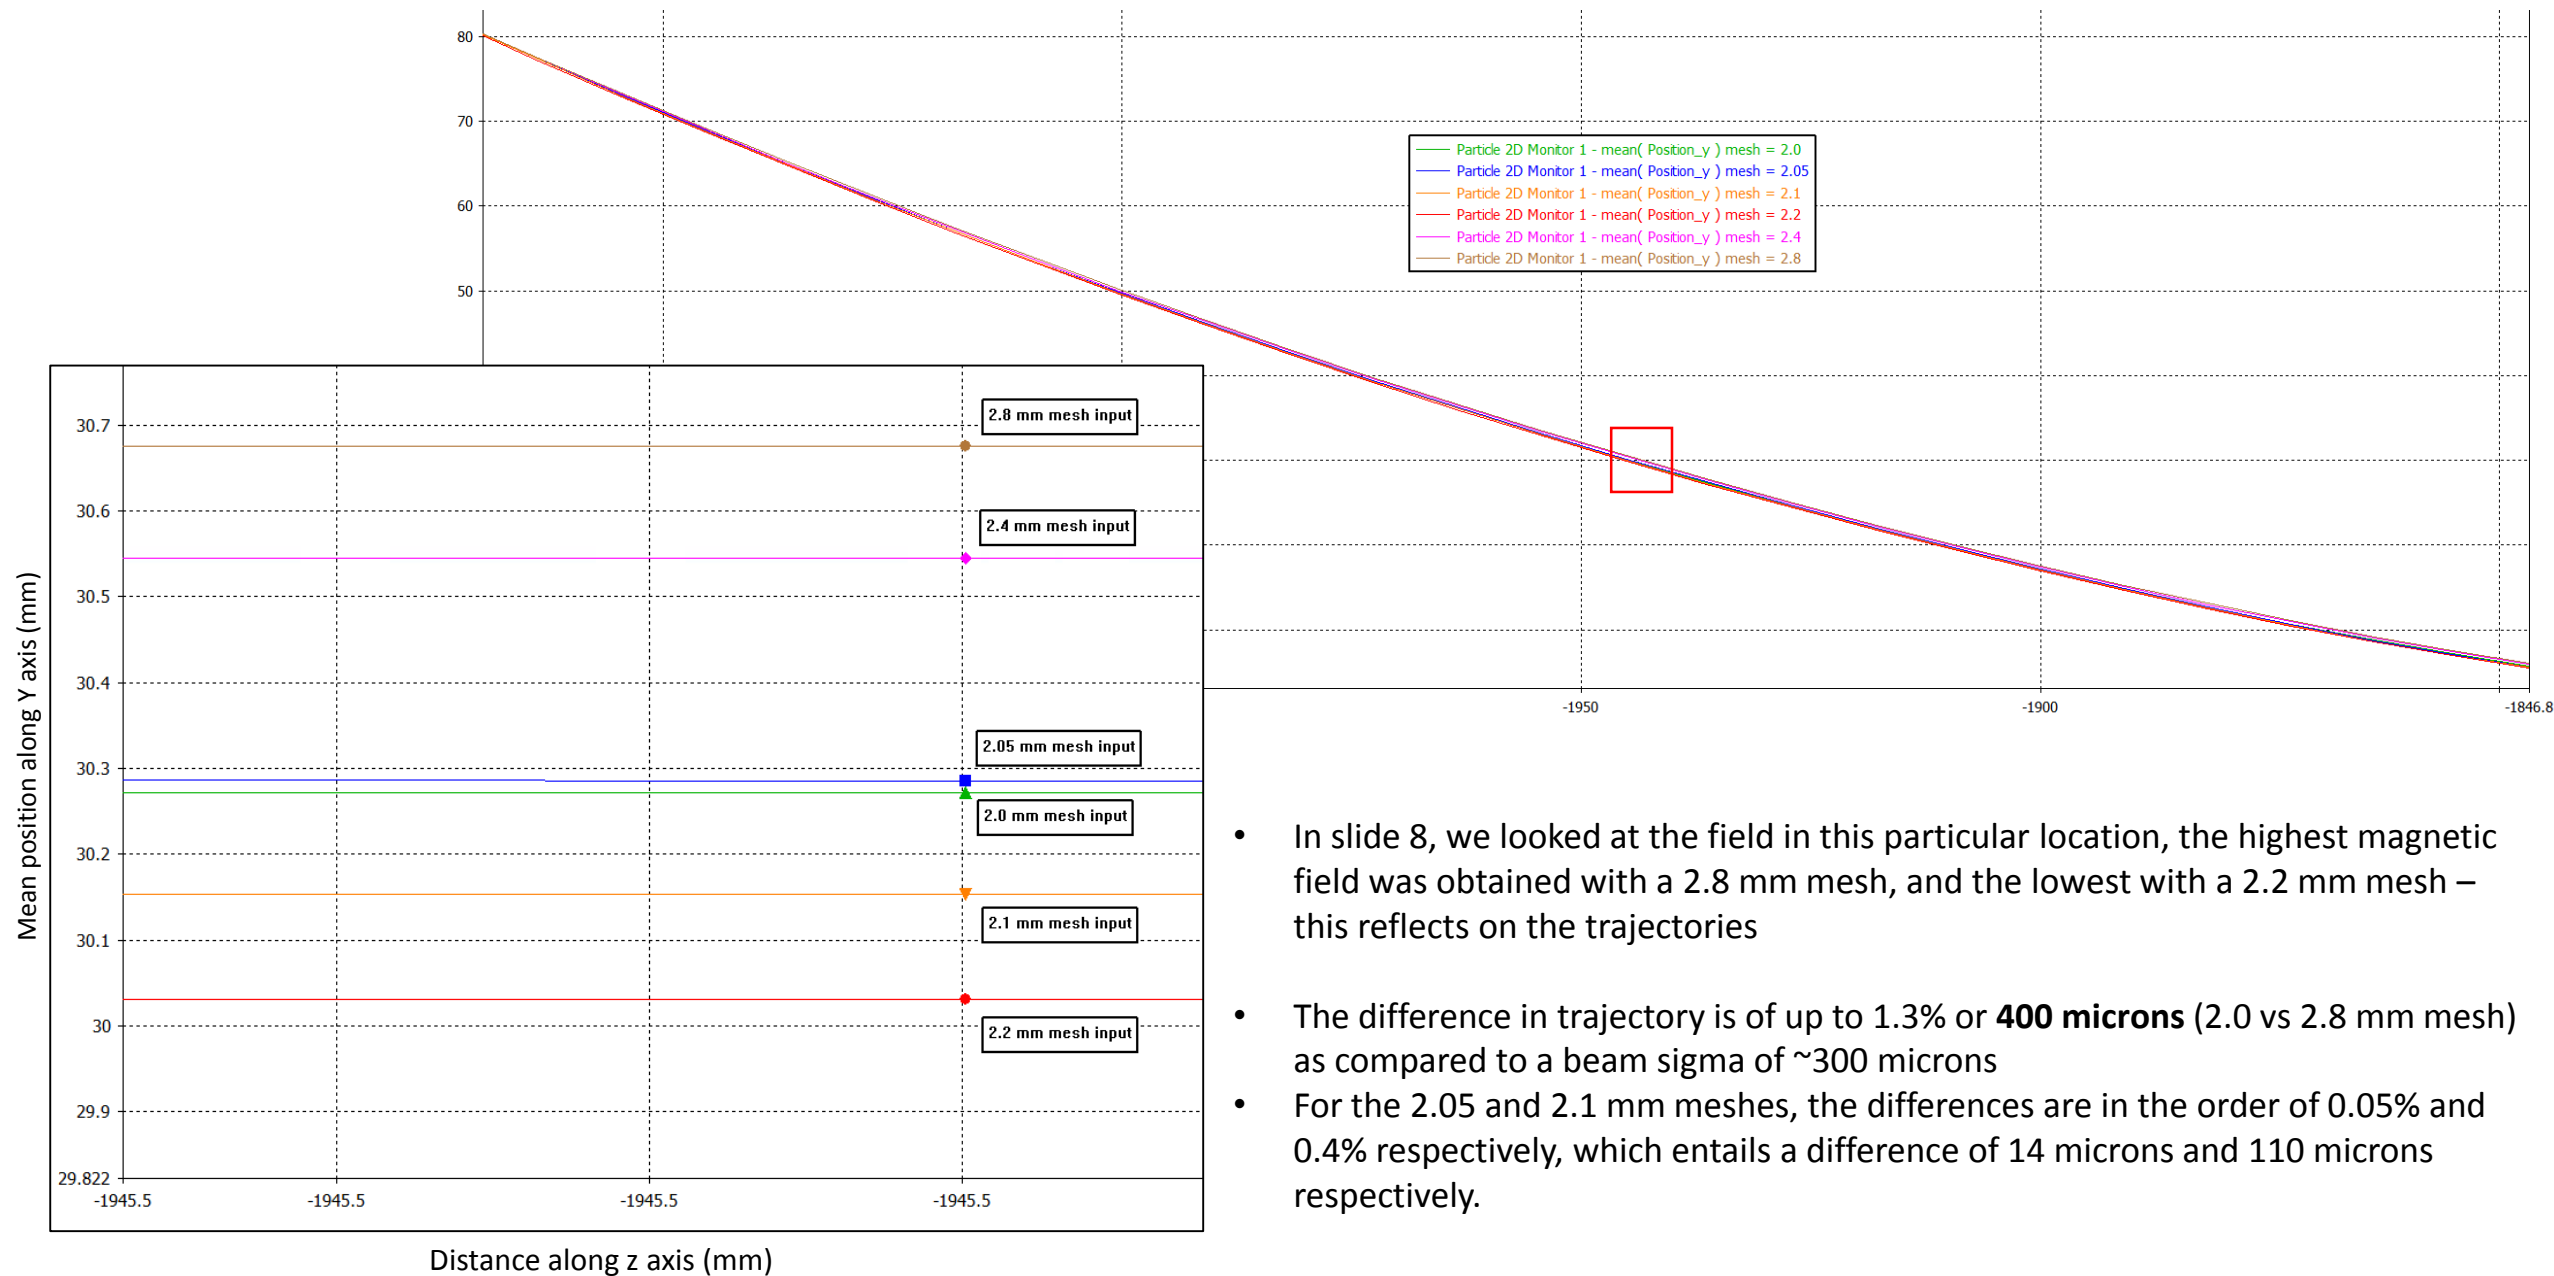 80
70
60
50
Particle 2D Monitor 1 - mean( Position_y ) mesh = 2.0
Particle 2D Monitor 1 - mean( Position_y ) mesh = 2.05
Particle 2D Monitor 1 - mean( Position_y ) mesh = 2.1
Particle 2D Monitor 1 - mean( Position_y ) mesh = 2.2
Particle 2D Monitor 1 - mean( Position_y ) mesh = 2.4
Particle 2D Monitor 1 - mean( Position_y ) mesh = 2.8
-1950
-1900
-1846.8
Mean position along Y axis (mm)
30.7
30.6
30.5
30.4
30.3
30.2
30.1
30
29.9
29.822
2.8 mm mesh input
2.4 mm mesh input
2.05 mm mesh input
2.0 mm mesh input
2.1 mm mesh input
2.2 mm mesh input
-1945.5
-1945.5
-1945.5
-1945.5
Distance along z axis (mm)
• In slide 8, we looked at the field in this particular location, the highest magnetic
field was obtained with a 2.8 mm mesh, and the lowest with a 2.2 mm mesh –
this reflects on the trajectories
• The difference in trajectory is of up to 1.3% or 400 microns (2.0 vs 2.8 mm mesh)
as compared to a beam sigma of ~300 microns
• For the 2.05 and 2.1 mm meshes, the differences are in the order of 0.05% and
0.4% respectively, which entails a difference of 14 microns and 110 microns
respectively.